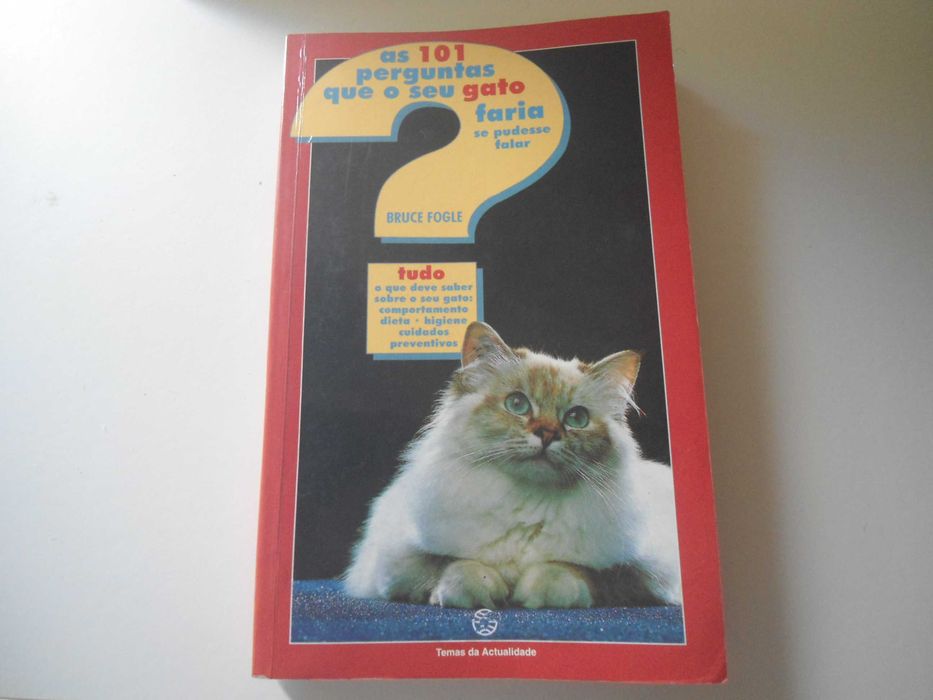 as 101
perguntas
que o seu gato
faria
se pudesse
falar
BRUCE FOGLE
tudo
o que deve saber
sobre o seu gato:
comportamento
dieta • higiene
cuidados
preventivos
Temas da Actualidade